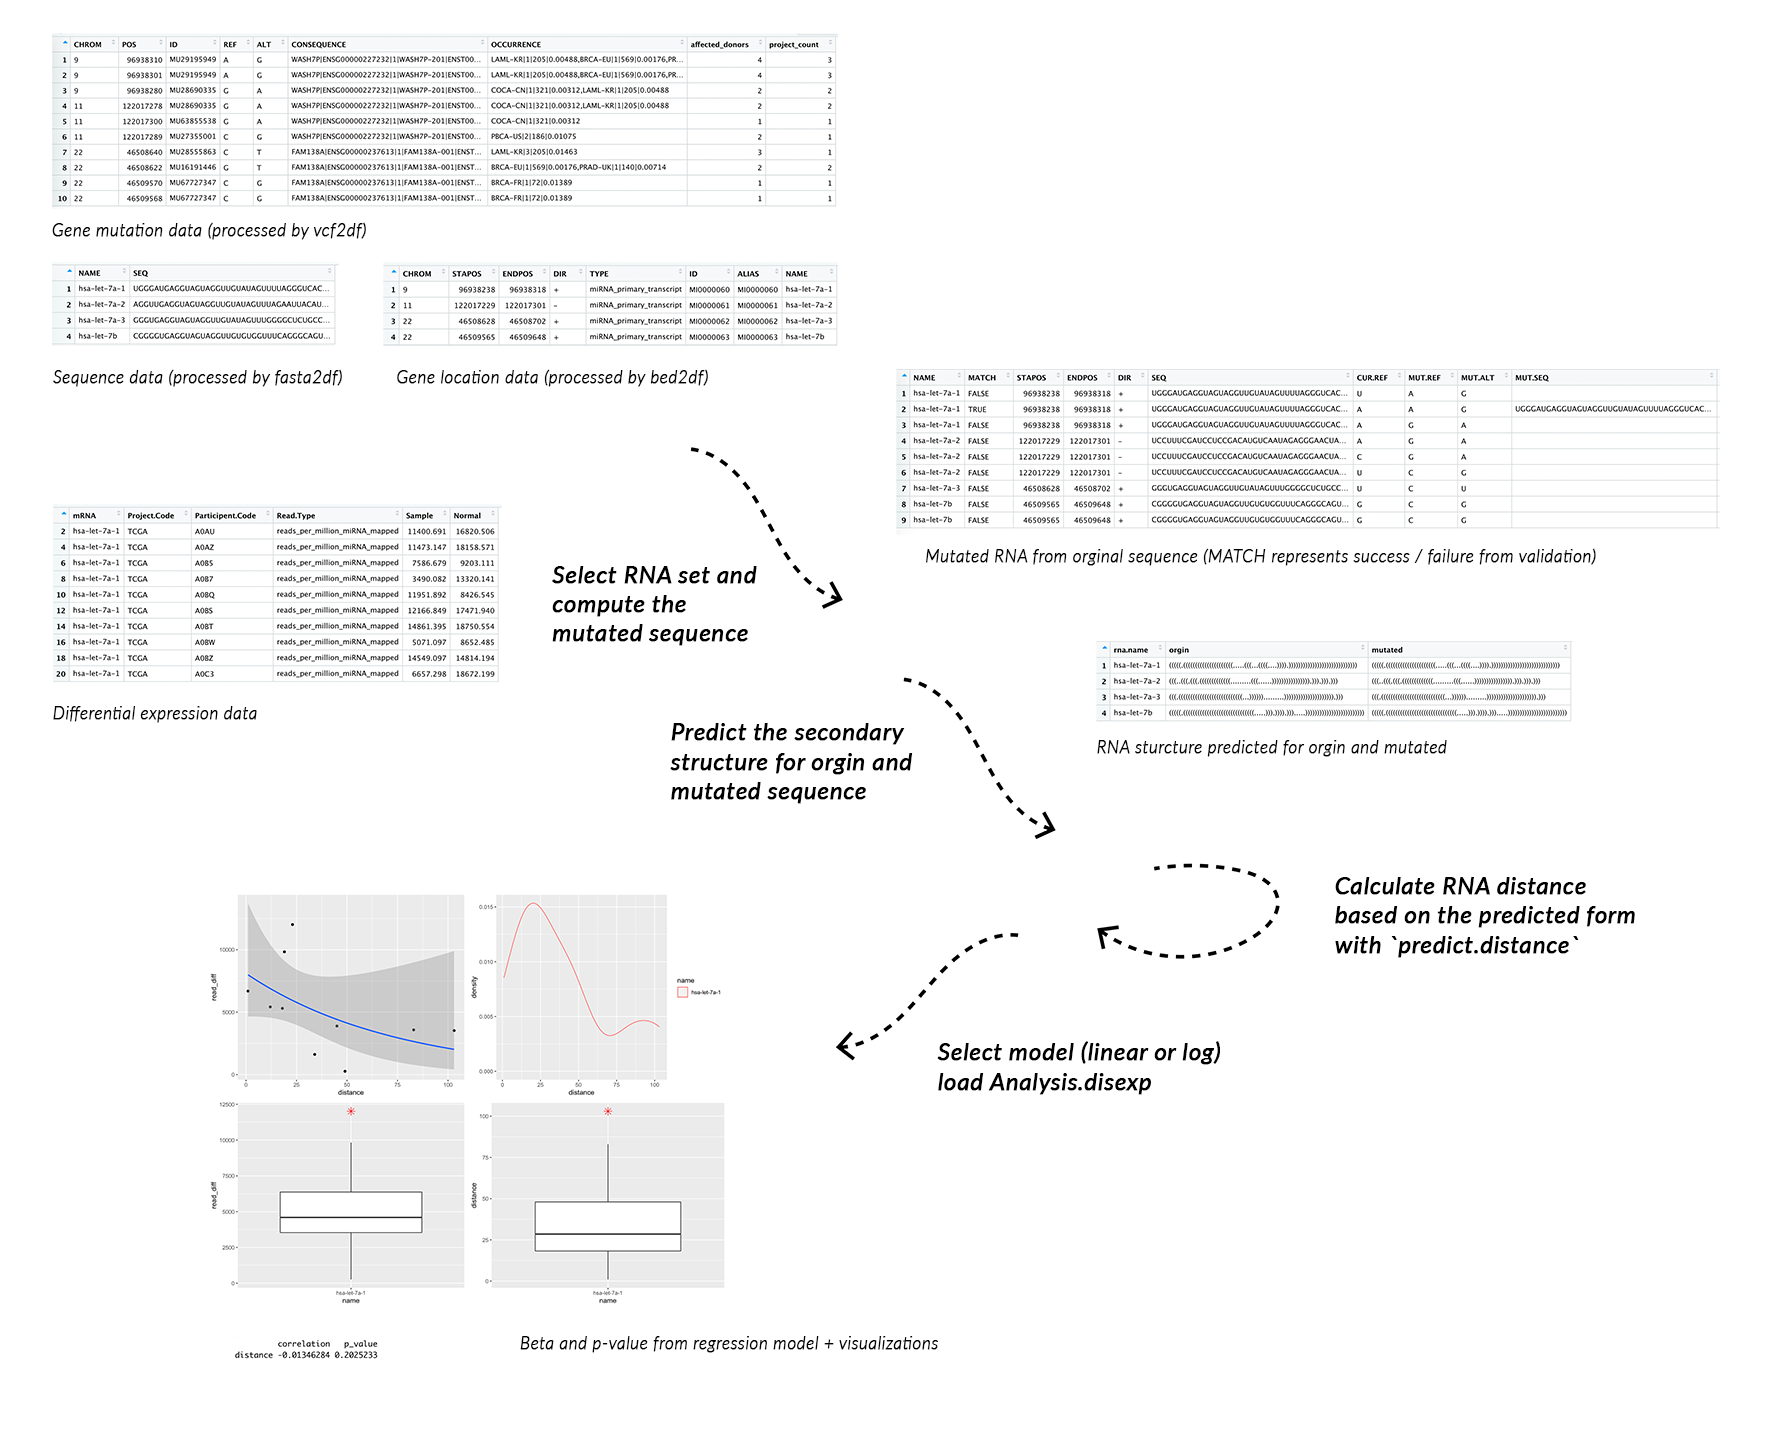 CHROM POS ID REF ALT CONSEQUENCE OCCURRENCE affected_donors project_count
1 9 96938310 MU29195949 A G WASH7P|ENSG00000227232|1|WASH7P-201|ENST00... LAML-KR|1|205|0.00488,BRCA-EU|1|569|0.00176,PR... 4 3
2 9 96938301 MU29195949 A G WASH7P|ENSG00000227232|1|WASH7P-201|ENST00... LAML-KR|1|205|0.00488,BRCA-EU|1|569|0.00176,PR... 4 3
3 9 96938280 MU28690335 G A WASH7P|ENSG00000227232|1|WASH7P-201|ENST00... COCA-CN|1|321|0.00312,LAML-KR|1|205|0.00488 2 2
4 11 122017278 MU28690335 G A WASH7P|ENSG00000227232|1|WASH7P-201|ENST00... COCA-CN|1|321|0.00312,LAML-KR|1|205|0.00488 2 2
5 11 122017300 MU63855538 G A WASH7P|ENSG00000227232|1|WASH7P-201|ENST00... COCA-CN|1|321|0.00312 1 1
6 11 122017289 MU27355001 C G WASH7P|ENSG00000227232|1|WASH7P-201|ENST00... PBCA-US|2|186|0.01075 2 1
7 22 46508640 MU28555863 C T FAM138A|ENSG00000237613|1|FAM138A-001|ENST... LAML-KR|3|205|0.01463 3 1
8 22 46508622 MU16191446 G T FAM138A|ENSG00000237613|1|FAM138A-001|ENST... BRCA-EU|1|569|0.00176,PRAD-UK|1|140|0.00714 2 2
9 22 46509570 MU67727347 C G FAM138A|ENSG00000237613|1|FAM138A-001|ENST... BRCA-FR|1|72|0.01389 1 1
10 22 46509568 MU67727347 C G FAM138A|ENSG00000237613|1|FAM138A-001|ENST... BRCA-FR|1|72|0.01389 1 1
Gene mutation data (processed by vcf2df)
NAME SEQ
1 hsa-let-7a-1 UGGGAUGAGGUAGUAGGUUGUAUAGUUUUAGGGUCAC...
2 hsa-let-7a-2 AGGUUGAGGUAGUAGGUUGUAUAGUUUAGAAUUACAU...
3 hsa-let-7a-3 GGGUGAGGUAGUAGGUUGUAUAGUUUGGGGCUCUGCC...
4 hsa-let-7b CGGGGUGAGGUAGUAGGUUGUGUGGUUUCAGGGCAGU...
Sequence data (processed by fasta2df)
CHROM STAPOS ENDPOS DIR TYPE ID ALIAS NAME
1 9 96938238 96938318 + miRNA_primary_transcript MI0000060 MI0000060 hsa-let-7a-1
2 11 122017229 122017301 - miRNA_primary_transcript MI0000061 MI0000061 hsa-let-7a-2
3 22 46508628 46508702 + miRNA_primary_transcript MI0000062 MI0000062 hsa-let-7a-3
4 22 46509565 46509648 + miRNA_primary_transcript MI0000063 MI0000063 hsa-let-7b
Gene location data (processed by bed2df)
NAME MATCH STAPOS ENDPOS DIR SEQ CUR.REF MUT.REF MUT.ALT MUT.SEQ
1 hsa-let-7a-1 FALSE 96938238 96938318 + UGGGAUGAGGUAGUAGGUUGUAUAGUUUUAGGGUCAC... U A G
2 hsa-let-7a-1 TRUE 96938238 96938318 + UGGGAUGAGGUAGUAGGUUGUAUAGUUUUAGGGUCAC... A A G UGGGAUGAGGUAGUAGGUUGUAUAGUUUUAGGGUCAC...
3 hsa-let-7a-1 FALSE 96938238 96938318 + UGGGAUGAGGUAGUAGGUUGUAUAGUUUUAGGGUCAC... A G A
4 hsa-let-7a-2 FALSE 122017229 122017301 - UCCUUUCGAUCCUCCGACAUGUCAAUAGAGGGAACUA... A G A
5 hsa-let-7a-2 FALSE 122017229 122017301 - UCCUUUCGAUCCUCCGACAUGUCAAUAGAGGGAACUA... C G A
6 hsa-let-7a-2 FALSE 122017229 122017301 - UCCUUUCGAUCCUCCGACAUGUCAAUAGAGGGAACUA... U C G
7 hsa-let-7a-3 FALSE 46508628 46508702 + GGGUGAGGUAGUAGGUUGUAUAGUUUGGGGCUCUGCC... U C U
8 hsa-let-7b FALSE 46509565 46509648 + CGGGGUGAGGUAGUAGGUUGUGUGGUUUCAGGGCAGU... G C G
9 hsa-let-7b FALSE 46509565 46509648 + CGGGGUGAGGUAGUAGGUUGUGUGGUUUCAGGGCAGU... G C G
Mutated RNA from orginal sequence (MATCH represents success / failure from validation)
mRNA Project.Code Participent.Code Read.Type Sample Normal
2 hsa-let-7a-1 TCGA A0AU reads_per_million_miRNA_mapped 11400.691 16820.506
4 hsa-let-7a-1 TCGA A0AZ reads_per_million_miRNA_mapped 11473.147 18158.571
6 hsa-let-7a-1 TCGA A0B5 reads_per_million_miRNA_mapped 7586.679 9203.111
8 hsa-let-7a-1 TCGA A0B7 reads_per_million_miRNA_mapped 3490.082 13320.141
10 hsa-let-7a-1 TCGA A0BQ reads_per_million_miRNA_mapped 11951.892 8426.545
12 hsa-let-7a-1 TCGA A0BS reads_per_million_miRNA_mapped 12166.849 17471.940
14 hsa-let-7a-1 TCGA A0BT reads_per_million_miRNA_mapped 14861.395 18750.554
16 hsa-let-7a-1 TCGA A0BW reads_per_million_miRNA_mapped 5071.097 8652.485
18 hsa-let-7a-1 TCGA A0BZ reads_per_million_miRNA_mapped 14549.097 14814.194
20 hsa-let-7a-1 TCGA A0C3 reads_per_million_miRNA_mapped 6657.298 18672.199
Differential expression data
Select RNA set and
compute the
mutated sequence
rna.name orgin mutated
1 hsa-let-7a-1
2 hsa-let-7a-2
3 hsa-let-7a-3
4 hsa-let-7b
RNA sturcture predicted for orgin and mutated
Predict the secondary
structure for orgin and
mutated sequence
Calculate RNA distance
based on the predicted form
with `predict.distance`
Select model (linear or log)
load Analysis.disexp
read_diff
10000
5000
0
0 25 50 75 100
distance
density
0.015
0.010
0.005
0.000
0 25 50 75 100
distance
name
hsa-let-7a-1
read_diff
12500
10000
7500
5000
2500
0
hsa-let-7a-1
name
distance
100
75
50
25
0
hsa-let-7a-1
name
correlation p_value
distance -0.01346284 0.2025233
Beta and p-value from regression model + visualizations